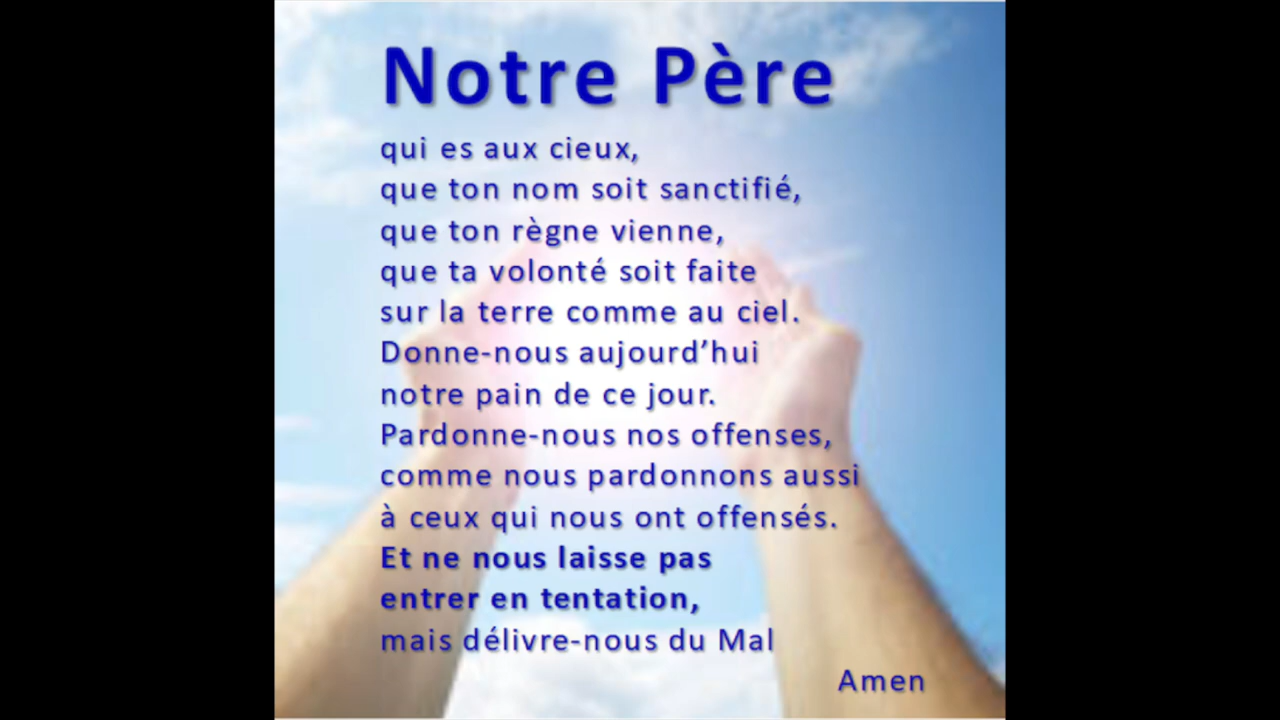 Notre Père
qui es aux cieux,
que ton nom soit sanctifié,
que ton règne vienne,
que ta volonté soit faite
sur la terre comme au ciel.
Donne-nous aujourd’hui
notre pain de ce jour.
Pardonne-nous nos offenses,
comme nous pardonnons aussi
à ceux qui nous ont offensés.
Et ne nous laisse pas
entrer en tentation,
mais délivre-nous du Mal
Amen